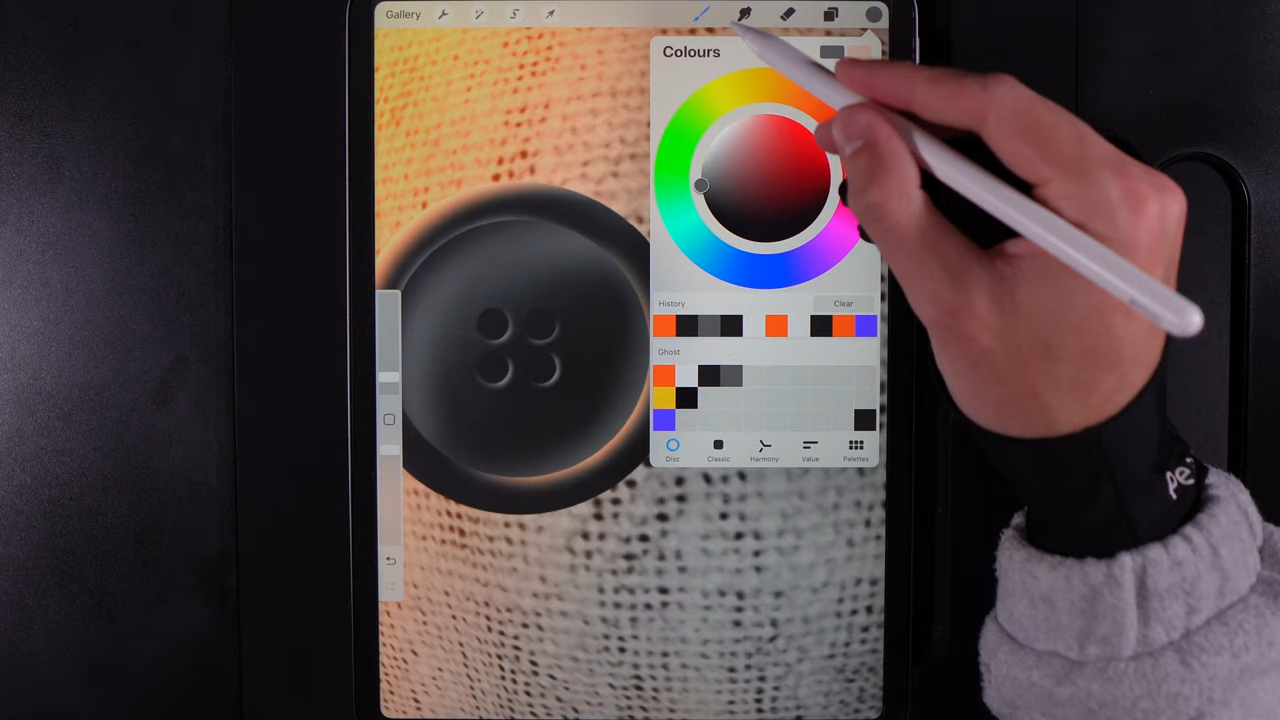 Gallery
Colours
History
Clear
Ghost
Disc
Classic
Harmony
Value
Palettes